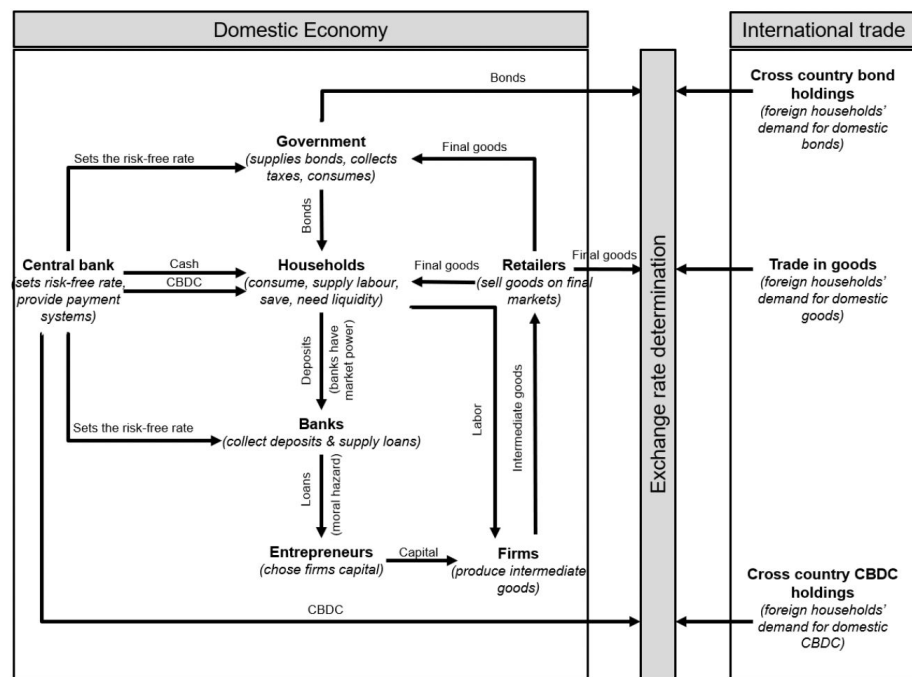 Domestic Economy
International trade
Bonds
Cross country bond
holdings
(foreign households'
demand for domestic
bonds)
Government
(supplies bonds, collects
taxes, consumes)
Sets the risk-free rate
Final goods
Bonds
Central bank
(sets risk-free rate,
provide payment
systems)
Cash
CBDC
Households
(consume, supply labour,
save, need liquidity)
Final goods
Retailers
(sell goods on final
markets)
Final goods
Trade in goods
(foreign households'
demand for domestic
goods)
Exchange rate determination
Deposits
(banks have
market power)
Labor
Intermediate goods
Sets the risk-free rate
Banks
(collect deposits & supply loans)
Loans
(moral hazard)
Entrepreneurs
(chose firms capital)
Capital
Firms
(produce intermediate
goods)
CBDC
Cross country CBDC
holdings
(foreign households'
demand for domestic
CBDC)